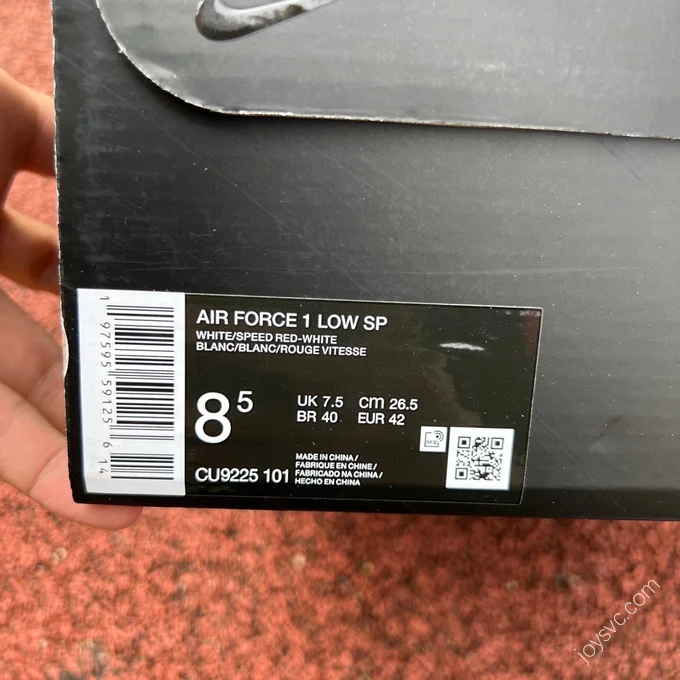 AIR FORCE 1 LOW SP
WHITE/SPEED RED-WHITE
BLANC/BLANC/ROUGE VITESSE
8⁵
UK 7.5 CM 26.5
BR 40 EUR 42
CU9225 101
MADE IN CHINA/
FABRIQUE EN CHINE/
FABRICADO NA CHINA/
HECHO EN CHINA
RFID
1 97595 59125 6 14
joysvc.com